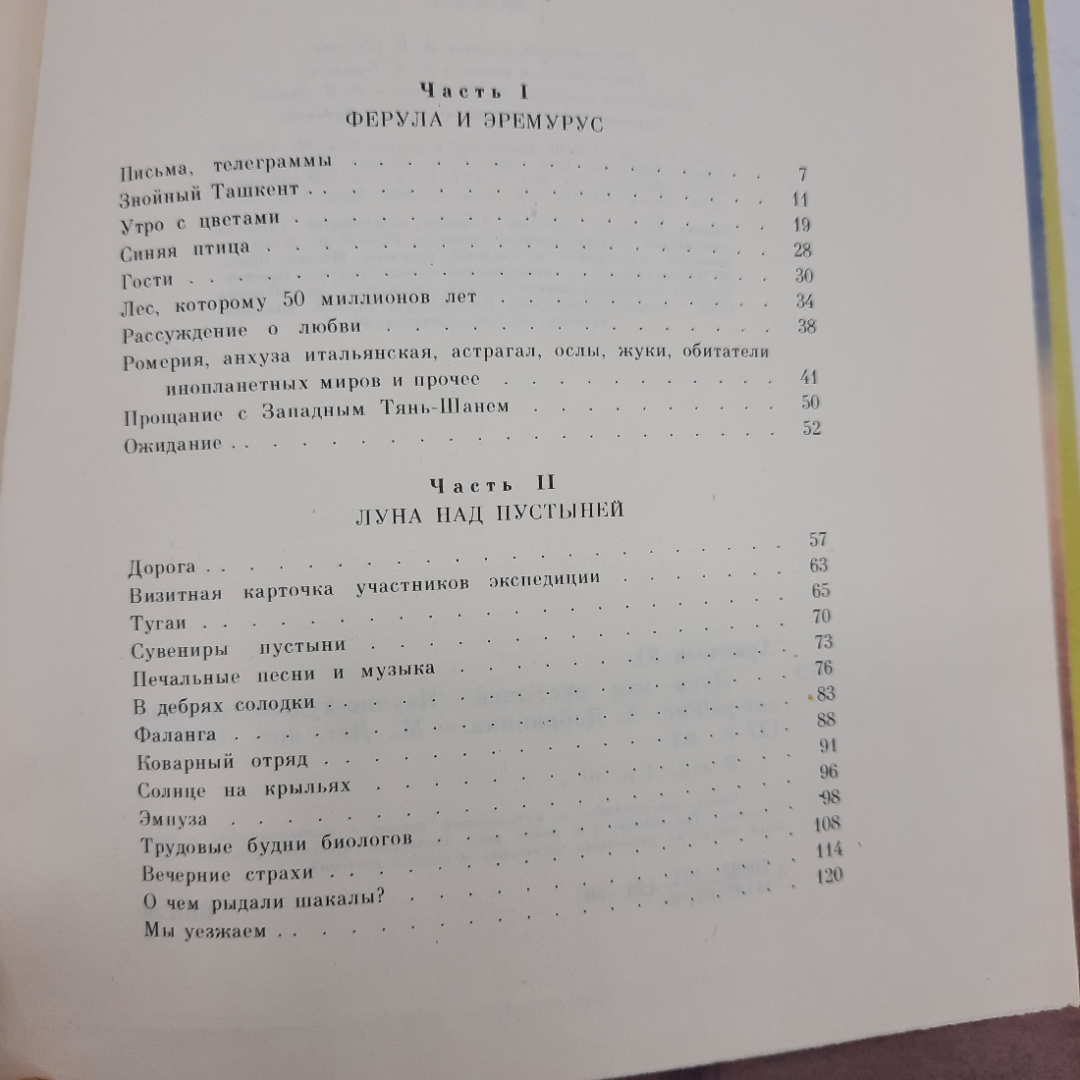 Часть I
ФЕРУЛА И ЭРЕМУРУС
Письма, телеграммы . . . . . . . . . . . . . . 7
Знойный Ташкент . . . . . . . . . . . . . . . 11
Утро с цветами . . . . . . . . . . . . . . . 19
Синяя птица . . . . . . . . . . . . . . . . 28
Гости . . . . . . . . . . . . . . . . . . 30
Лес, которому 50 миллионов лет . . . . . . . . . . 34
Рассуждение о любви . . . . . . . . . . . . . . 38
Ромерия, анхуза итальянская, астрагал, ослы, жуки, обитатели
инопланетных миров и прочее . . . . . . . . . . 41
Прощание с Западным Тянь-Шанем . . . . . . . . . 50
Ожидание . . . . . . . . . . . . . . . . . 52
Часть II
ЛУНА НАД ПУСТЫНЕЙ
Дорога . . . . . . . . . . . . . . . . . . 57
Визитная карточка участников экспедиции . . . . . . 63
Тугаи . . . . . . . . . . . . . . . . . . 65
Сувениры пустыни . . . . . . . . . . . . . . 70
Печальные песни и музыка . . . . . . . . . . . . 73
В дебрях солодки . . . . . . . . . . . . . . . 76
Фаланга . . . . . . . . . . . . . . . . . 83
Коварный отряд . . . . . . . . . . . . . . . 88
Солнце на крыльях . . . . . . . . . . . . . . 91
Эмпуза . . . . . . . . . . . . . . . . . 96
Трудовые будни биологов . . . . . . . . . . . . 98
Вечерние страхи . . . . . . . . . . . . . . . 108
О чем рыдали шакалы? . . . . . . . . . . . . . 114
Мы уезжаем . . . . . . . . . . . . . . . . 120